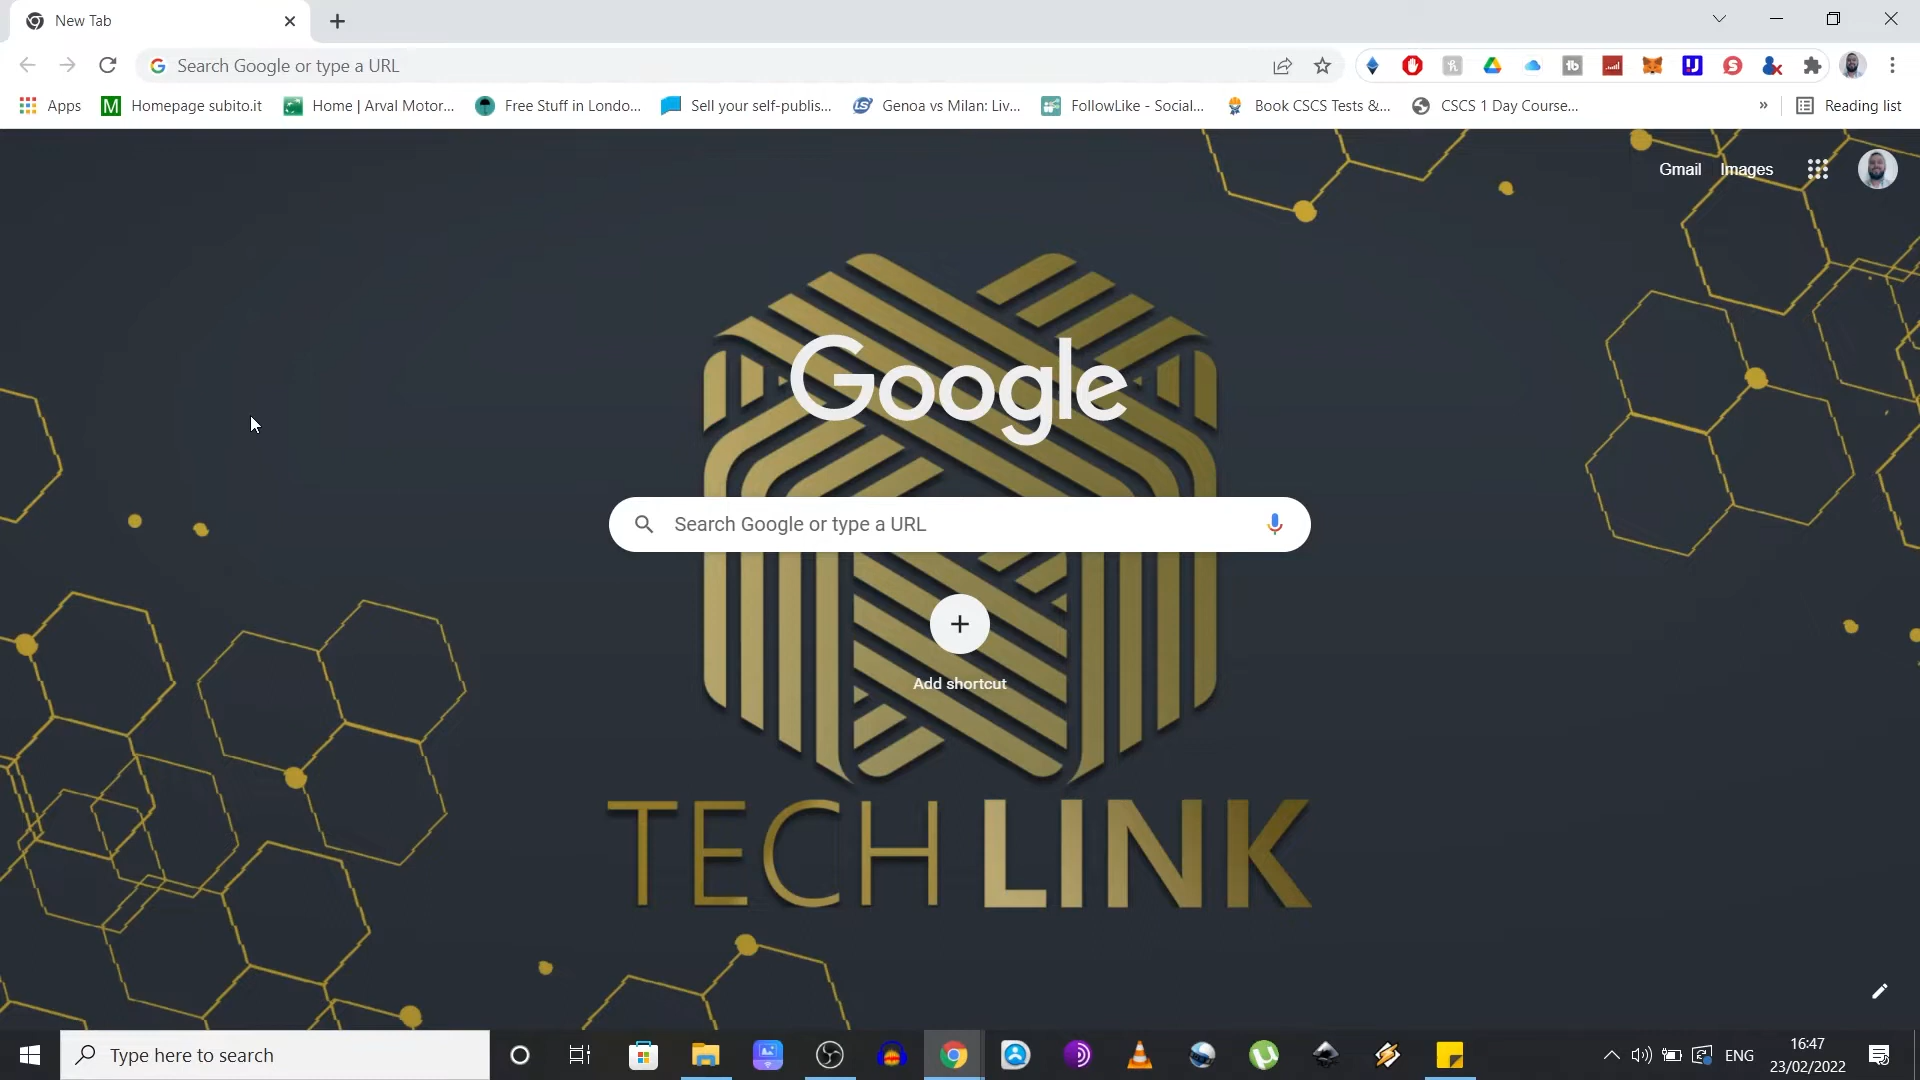 New Tab
Search Google or type a URL
Apps
Homepage subito.it
Home | Arval Motor...
Free Stuff in Londo...
Sell your self-publis...
Genoa vs Milan: Liv...
FollowLike - Social...
Book CSCS Tests &...
CSCS 1 Day Course...
»
Reading list
Gmail
Images
Google
Search Google or type a URL
Add shortcut
TECHLINK
Type here to search
ENG
16:47
23/02/2022